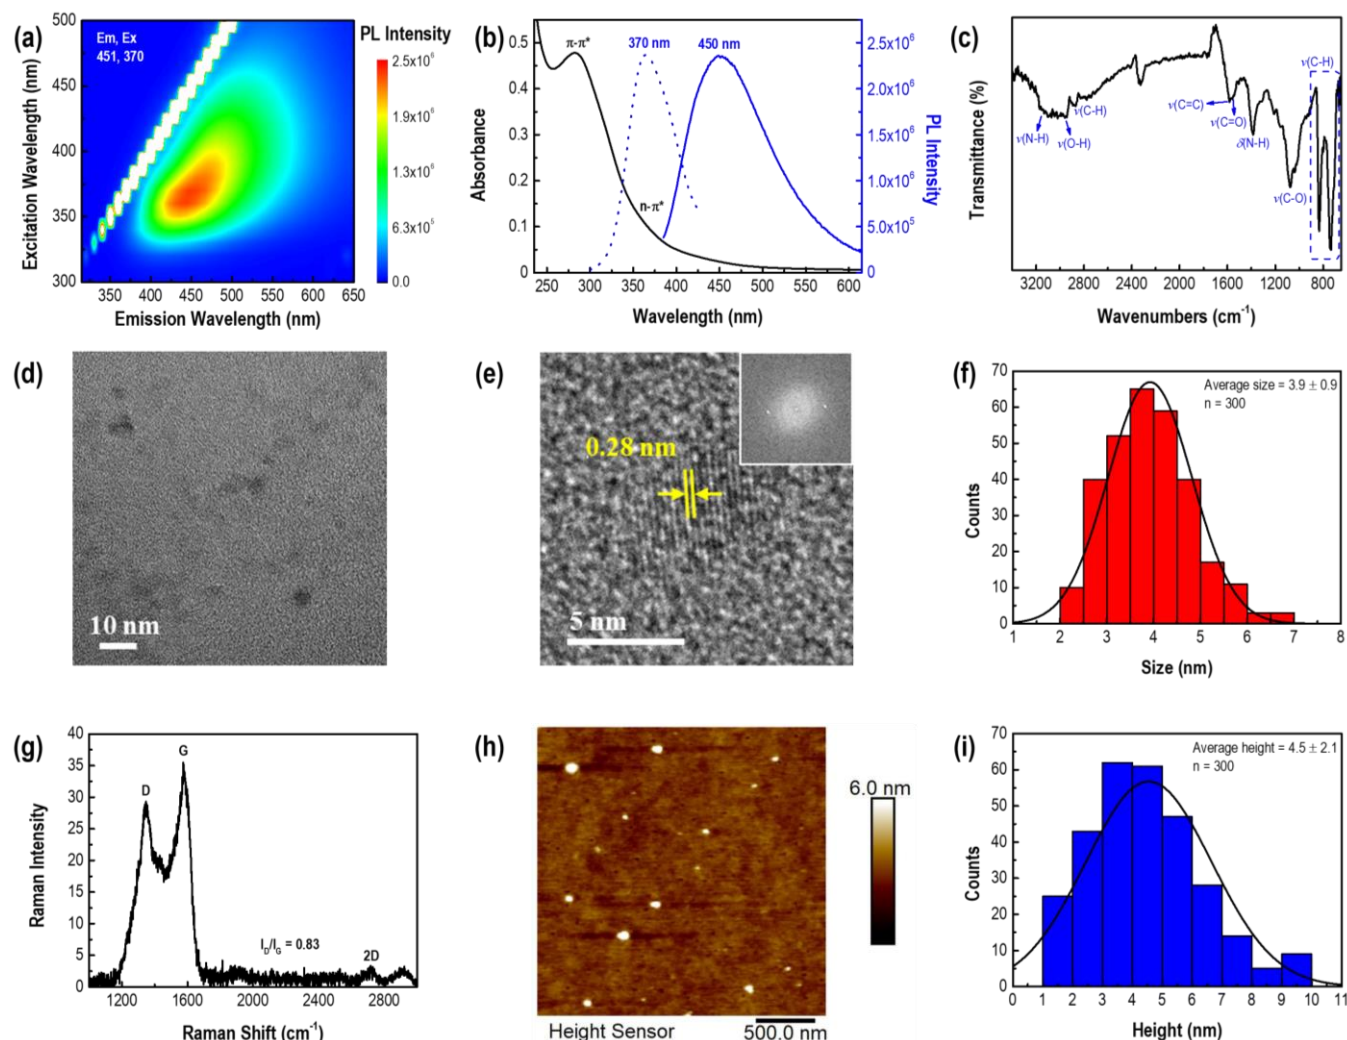 (a)
500
450
400
350
300
Excitation Wavelength (nm)
Em, Ex
451, 370
350 400 450 500 550 600 650
Emission Wavelength (nm)
PL Intensity
2.5x10⁶
1.9x10⁶
1.3x10⁶
6.3x10⁵
0.0
(b)
0.5
0.4
0.3
0.2
0.1
0
Absorbance
π-π*
n-π*
370 nm
450 nm
250 300 350 400 450 500 550 600
Wavelength (nm)
2.5x10⁶
2.0x10⁶
1.5x10⁶
1.0x10⁶
5.0x10⁵
0
PL Intensity
(c)
Transmittance (%)
ν(N-H)
ν(O-H)
ν(C-H)
ν(C=C)
ν(C=O)
δ(N-H)
ν(C-O)
ν(C-H)
3200 2800 2400 2000 1600 1200 800
Wavenumbers (cm⁻¹)
(d)
10 nm
(e)
0.28 nm
5 nm
(f)
70
60
50
40
30
20
10
0
Counts
Average size = 3.9 ± 0.9
n = 300
1 2 3 4 5 6 7 8
Size (nm)
(g)
40
35
30
25
20
15
10
5
0
Raman Intensity
D
G
I_D/I_G = 0.83
2D
1200 1600 2000 2400 2800
Raman Shift (cm⁻¹)
(h)
6.0 nm
Height Sensor
500.0 nm
(i)
70
60
50
40
30
20
10
0
Counts
Average height = 4.5 ± 2.1
n = 300
0 1 2 3 4 5 6 7 8 9 10 11
Height (nm)